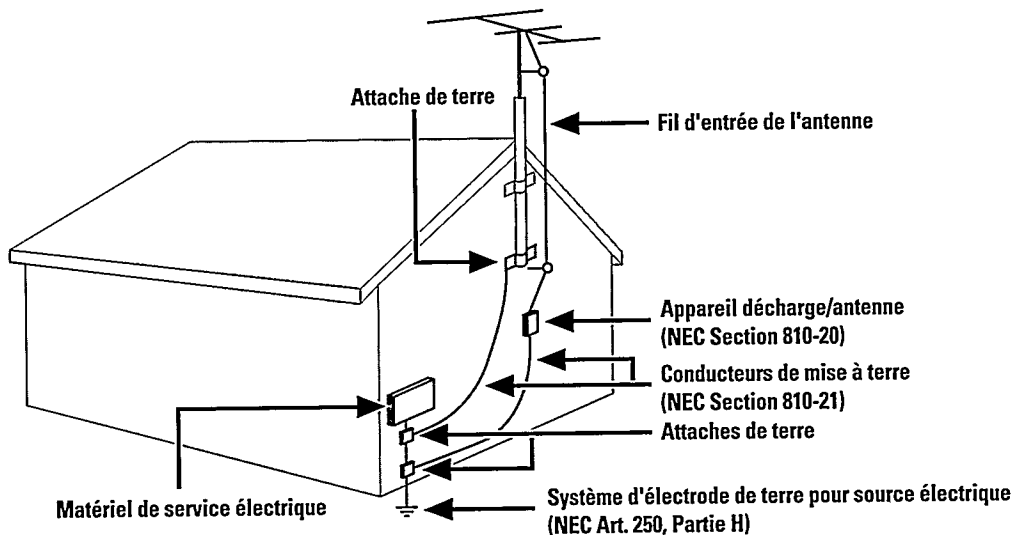 Attache de terre
Fil d'entrée de l'antenne
Appareil décharge/antenne
(NEC Section 810-20)
Conducteurs de mise à terre
(NEC Section 810-21)
Attaches de terre
Matériel de service électrique
Système d'électrode de terre pour source électrique
(NEC Art. 250, Partie H)